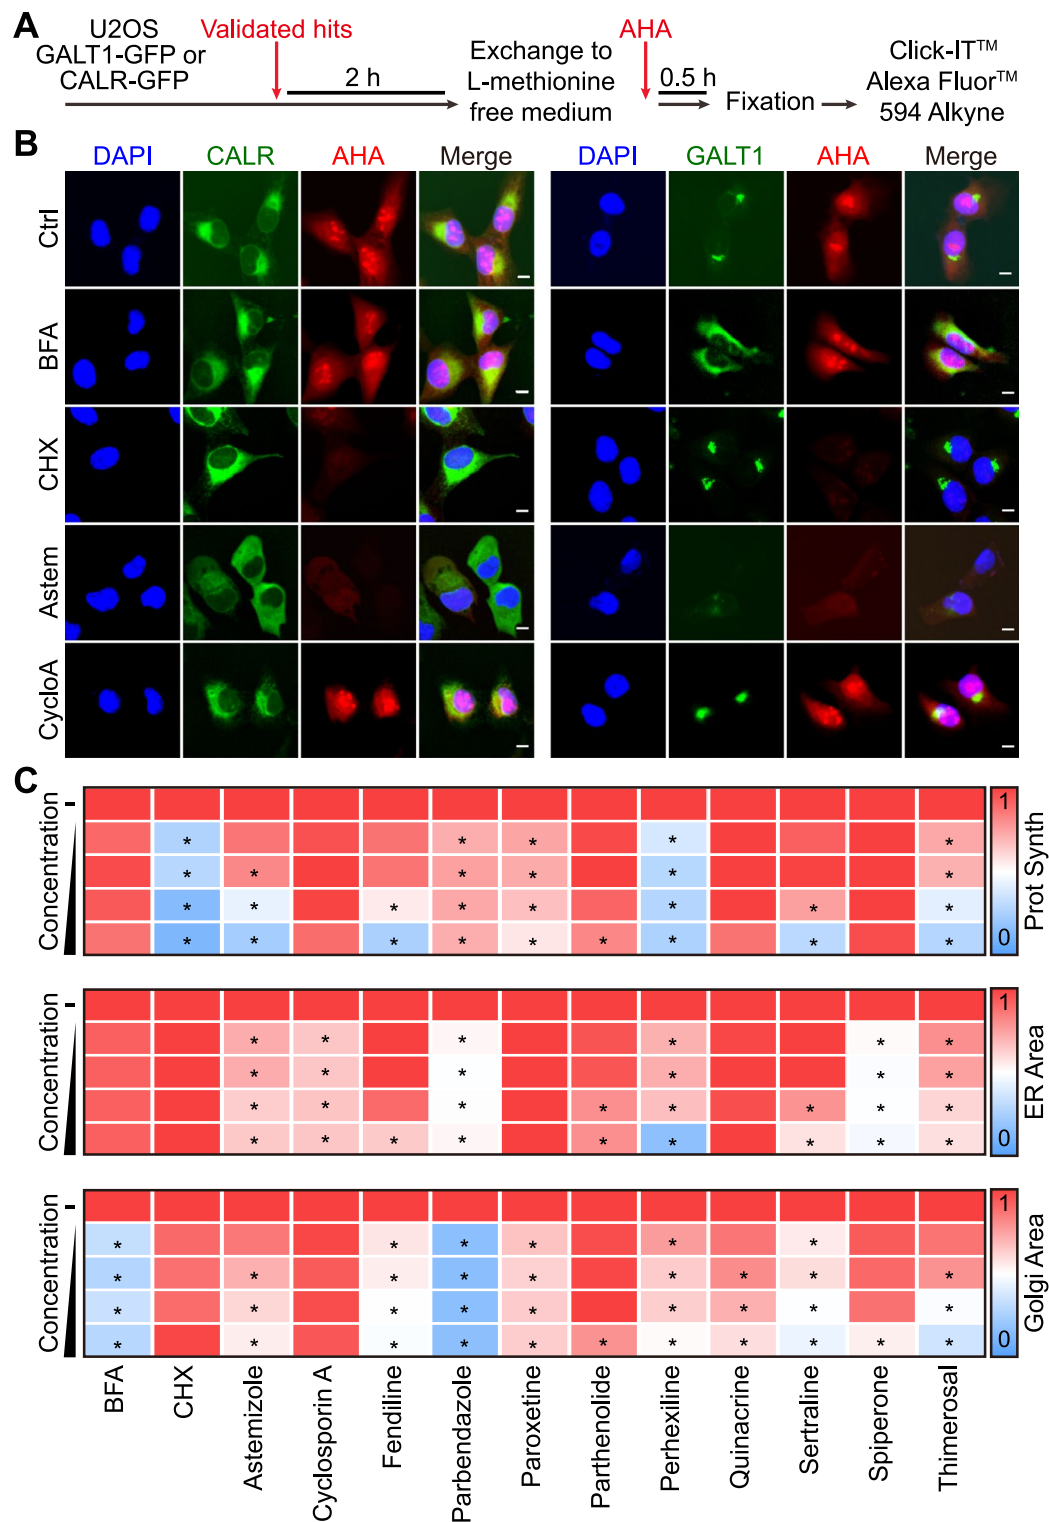 A
U2OS
GALT1-GFP or
CALR-GFP
Validated hits
2 h
Exchange to
L-methionine
free medium
AHA
0.5 h
Fixation
Click-IT™
Alexa Fluor™
594 Alkyne
B
DAPI CALR AHA Merge DAPI GALT1 AHA Merge
Ctrl
BFA
CHX
Astem
CycloA
C
Concentration
-
* * * *
* * * * *
* * * * * * *
* * * * * * * * *
1
0
Prot Synth
Concentration
-
* * * * * *
* * * * * *
* * * * * * * *
* * * * * * * * *
1
0
ER Area
Concentration
-
* * * * * *
* * * * * * * * *
* * * * * * * * *
* * * * * * * * * * *
1
0
Golgi Area
BFA
CHX
Astemizole
Cyclosporin A
Fendiline
Parbendazole
Paroxetine
Parthenolide
Perhexiline
Quinacrine
Sertraline
Spiperone
Thimerosal